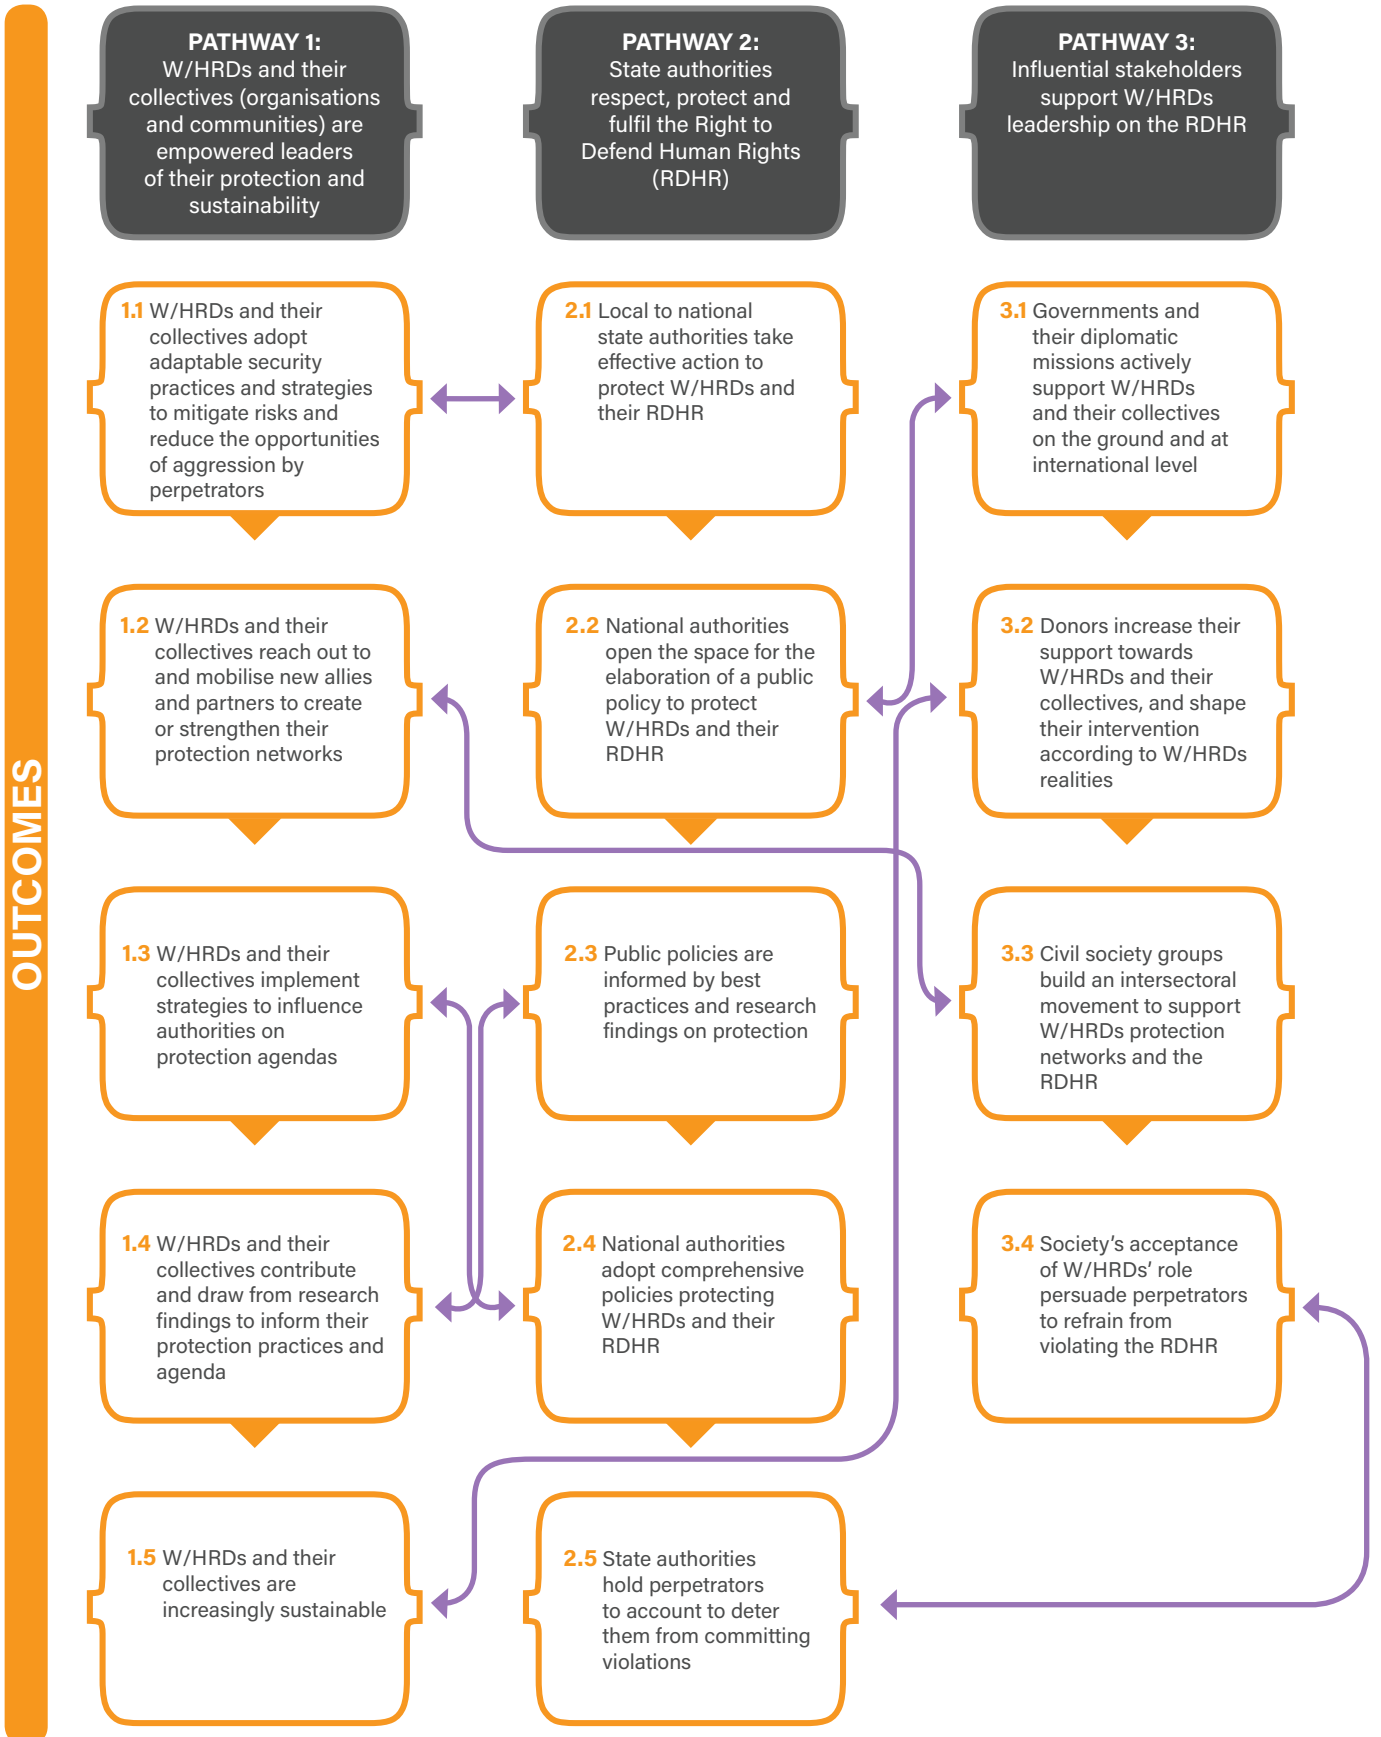 OUTCOMES
PATHWAY 1:
W/HRDs and their
collectives (organisations
and communities) are
empowered leaders
of their protection and
sustainability
PATHWAY 2:
State authorities
respect, protect and
fulfil the Right to
Defend Human Rights
(RDHR)
PATHWAY 3:
Influential stakeholders
support W/HRDs
leadership on the RDHR
1.1 W/HRDs and their
collectives adopt
adaptable security
practices and strategies
to mitigate risks and
reduce the opportunities
of aggression by
perpetrators
2.1 Local to national
state authorities take
effective action to
protect W/HRDs and
their RDHR
3.1 Governments and
their diplomatic
missions actively
support W/HRDs
and their collectives
on the ground and at
international level
1.2 W/HRDs and their
collectives reach out to
and mobilise new allies
and partners to create
or strengthen their
protection networks
2.2 National authorities
open the space for the
elaboration of a public
policy to protect
W/HRDs and their
RDHR
3.2 Donors increase their
support towards
W/HRDs and their
collectives, and shape
their intervention
according to W/HRDs
realities
1.3 W/HRDs and their
collectives implement
strategies to influence
authorities on
protection agendas
2.3 Public policies are
informed by best
practices and research
findings on protection
3.3 Civil society groups
build an intersectoral
movement to support
W/HRDs protection
networks and the
RDHR
1.4 W/HRDs and their
collectives contribute
and draw from research
findings to inform their
protection practices and
agenda
2.4 National authorities
adopt comprehensive
policies protecting
W/HRDs and their
RDHR
3.4 Society's acceptance
of W/HRDs' role
persuade perpetrators
to refrain from
violating the RDHR
1.5 W/HRDs and their
collectives are
increasingly sustainable
2.5 State authorities
hold perpetrators
to account to deter
them from committing
violations